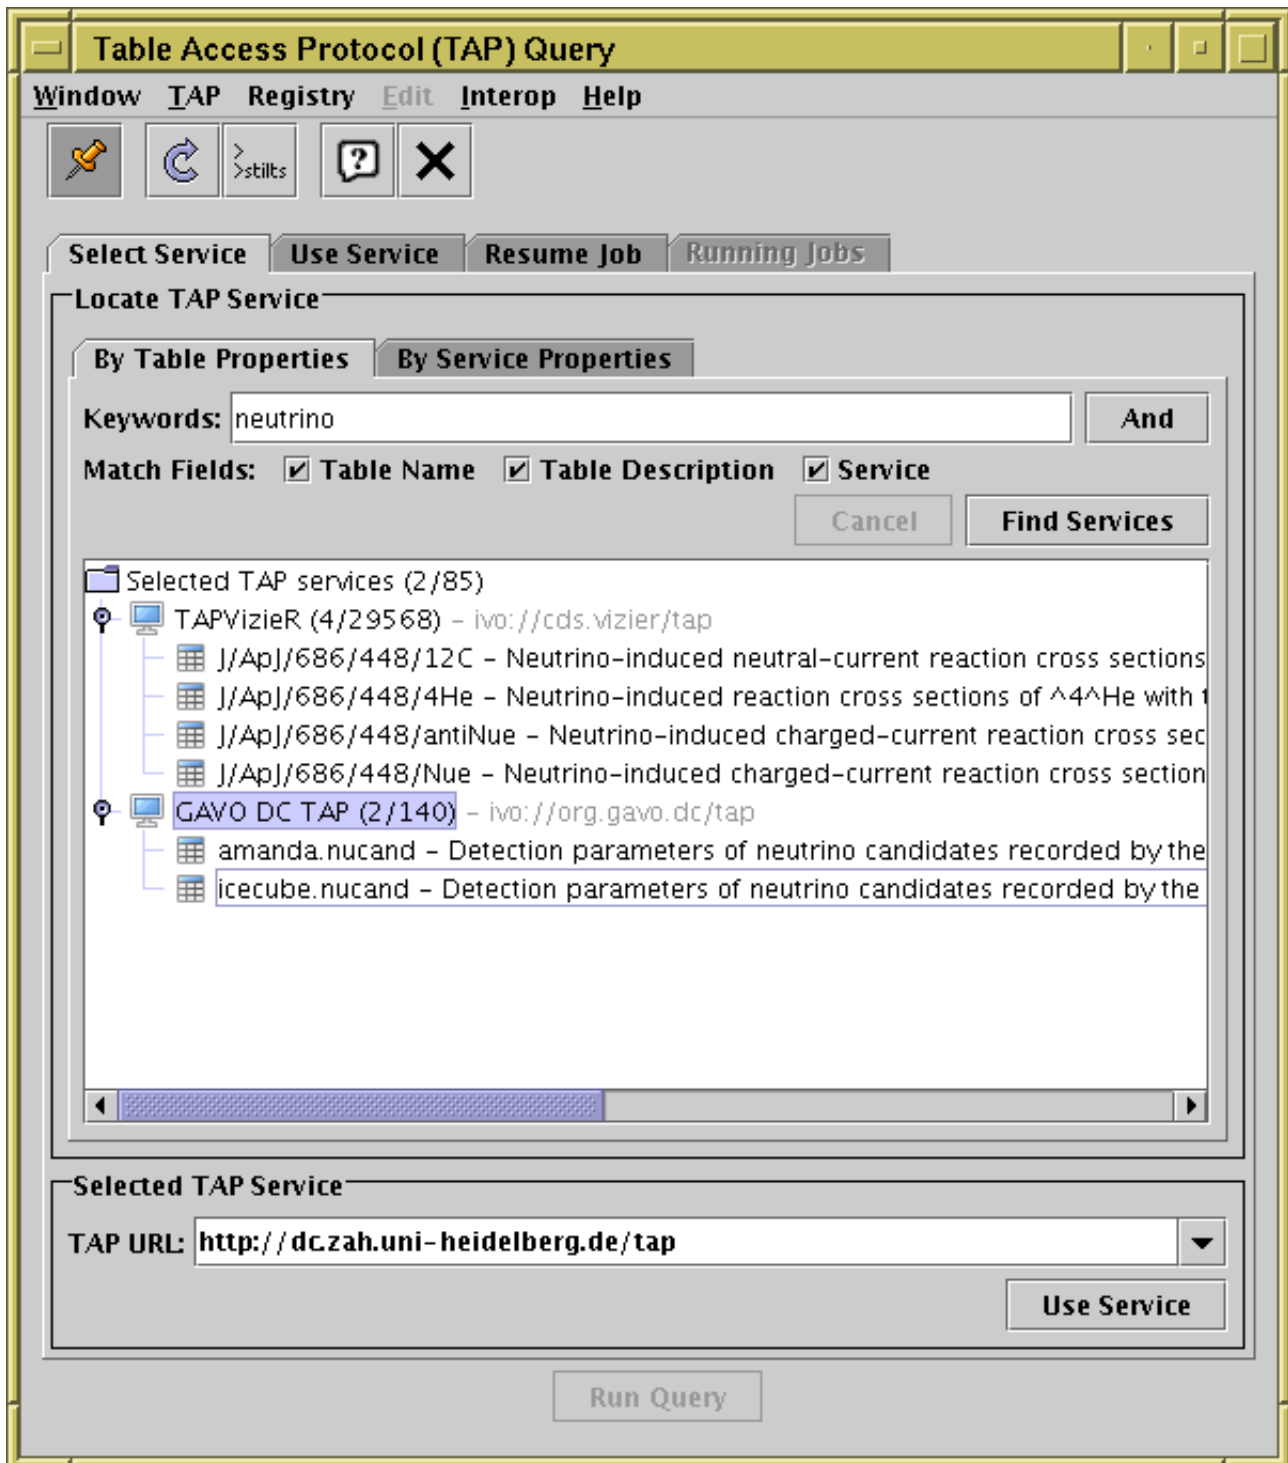 Table Access Protocol (TAP) Query
Window TAP Registry Edit Interop Help
>
>stilts ?
Select Service Use Service Resume Job Running Jobs
Locate TAP Service
By Table Properties By Service Properties
Keywords: neutrino And
Match Fields: Table Name Table Description Service
Cancel Find Services
Selected TAP services (2/85)
TAPVizieR (4/29568) - ivo://cds.vizier/tap
J/ApJ/686/448/12C - Neutrino-induced neutral-current reaction cross sections
J/ApJ/686/448/4He - Neutrino-induced reaction cross sections of ^4^He with t
J/ApJ/686/448/antiNue - Neutrino-induced charged-current reaction cross sec
J/ApJ/686/448/Nue - Neutrino-induced charged-current reaction cross section
GAVO DC TAP (2/140) - ivo://org.gavo.dc/tap
amanda.nucand - Detection parameters of neutrino candidates recorded by the
icecube.nucand - Detection parameters of neutrino candidates recorded by the
Selected TAP Service
TAP URL: http://dc.zah.uni-heidelberg.de/tap
Use Service
Run Query